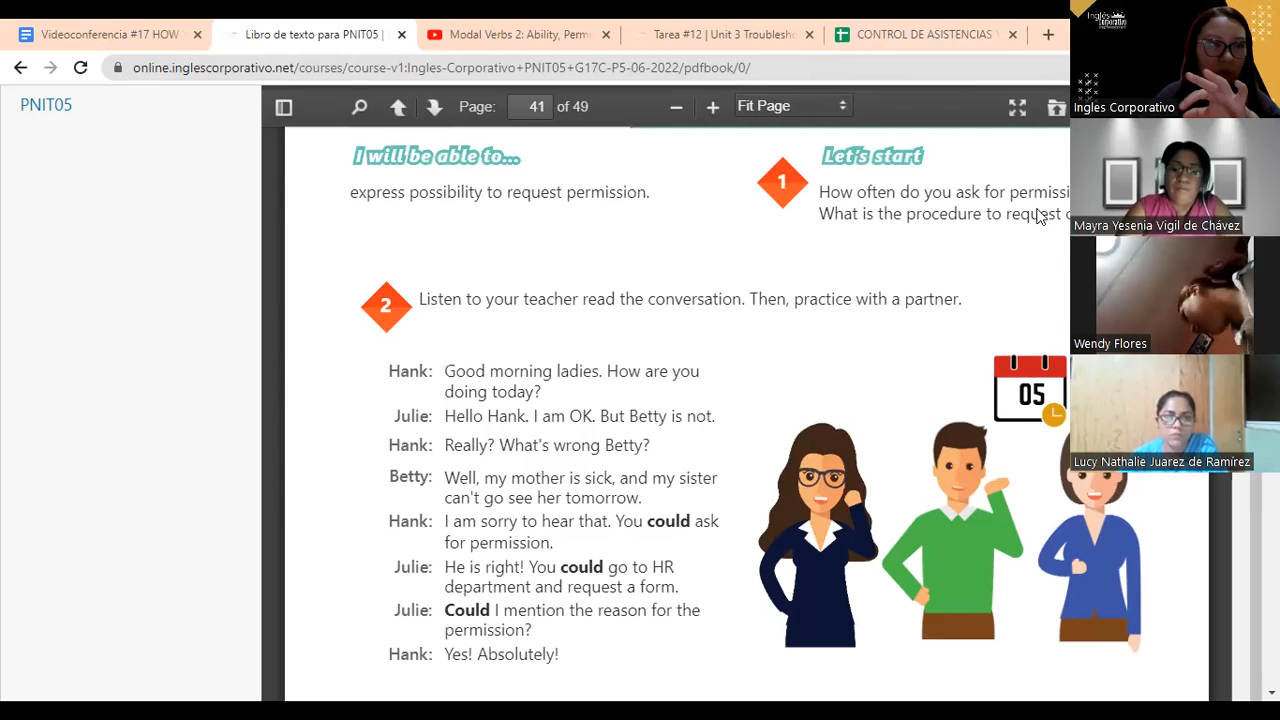 Videoconferencia #17 HOW
Libro de texto para PNIT05 |
Modal Verbs 2: Ability, Perm
Tarea #12 | Unit 3 Troublesh
CONTROL DE ASISTENCIAS
online.inglescorporativo.net/courses/course-v1:Ingles-Corporativo+PNIT05+G17C-P5-06-2022/pdfbook/0/
PNIT05
Page: 41 of 49
Fit Page
I will be able to...
express possibility to request permission.
1
Let's start
How often do you ask for permissi
What is the procedure to request
2
Listen to your teacher read the conversation. Then, practice with a partner.
Hank: Good morning ladies. How are you
doing today?
Julie: Hello Hank. I am OK. But Betty is not.
Hank: Really? What's wrong Betty?
Betty: Well, my mother is sick, and my sister
can't go see her tomorrow.
Hank: I am sorry to hear that. You could ask
for permission.
Julie: He is right! You could go to HR
department and request a form.
Julie: Could I mention the reason for the
permission?
Hank: Yes! Absolutely!
05
Inglés
Corporativo
Ingles Corporativo
Mayra Yesenia Vigil de Chávez
Wendy Flores
Lucy Nathalie Juarez de Ramírez